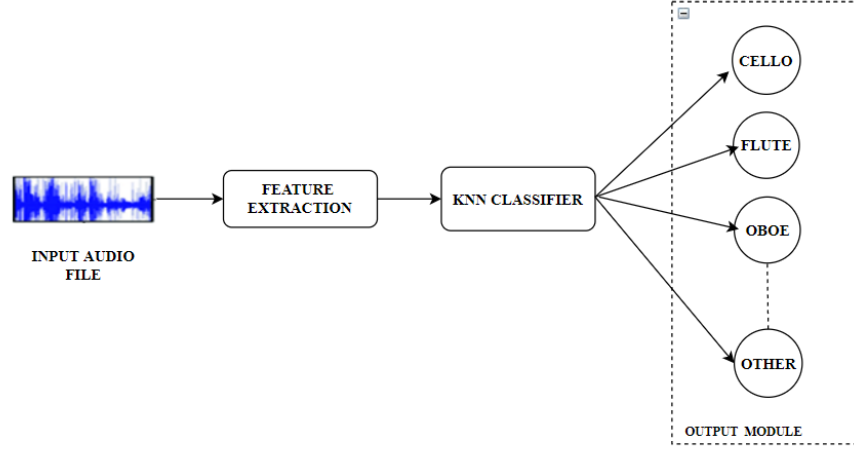 INPUT AUDIO
FILE
FEATURE
EXTRACTION
KNN CLASSIFIER
CELLO
FLUTE
OBOE
OTHER
OUTPUT MODULE